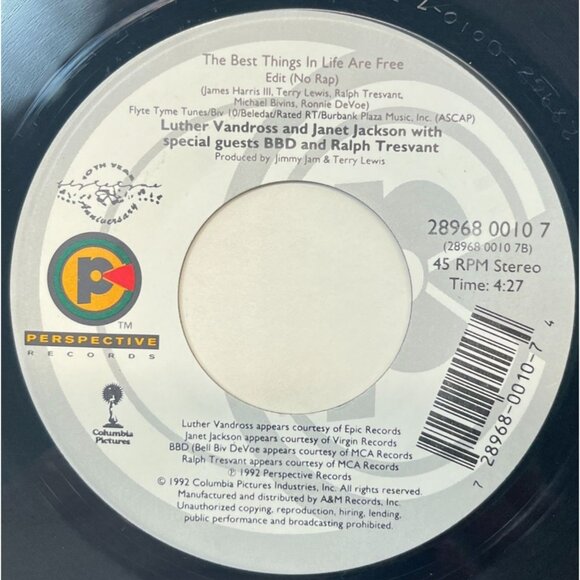 The Best Things In Life Are Free
Edit (No Rap)
(James Harris III, Terry Lewis, Ralph Tresvant,
Michael Bivins, Ronnie DeVoe)
Flyte Tyme Tunes/Biv 10/Beledat/Rated RT/Burbank Plaza Music, Inc. (ASCAP)
Luther Vandross and Janet Jackson with
special guests BBD and Ralph Tresvant
Produced by Jimmy Jam & Terry Lewis
10TH YEAR
Anniversary
28968 0010 7
(28968 0010 7B)
45 RPM Stereo
Time: 4:27
P
TM
PERSPECTIVE
RECORDS
Columbia
Pictures
7 28968-0010-7 4
Luther Vandross appears courtesy of Epic Records
Janet Jackson appears courtesy of Virgin Records
BBD (Bell Biv DeVoe appears courtesy of MCA Records
Ralph Tresvant appears courtesy of MCA Records
℗ 1992 Perspective Records
© 1992 Columbia Pictures Industries, Inc. All rights reserved.
Manufactured and distributed by A&M Records, Inc.
Unauthorized copying, reproduction, hiring, lending,
public performance and broadcasting prohibited.